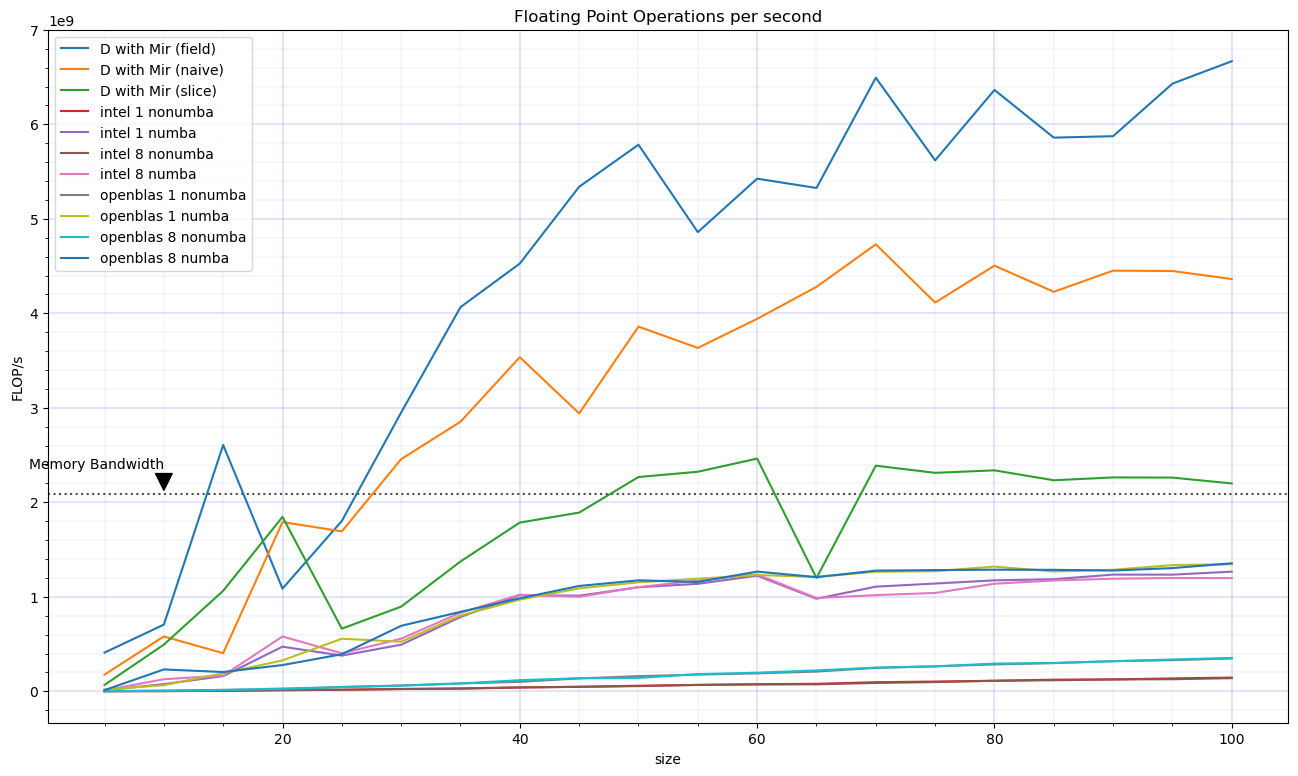 Floating Point Operations per second
1e9
7
6
5
4
3
2
1
0
FLOP/s
D with Mir (field)
D with Mir (naive)
D with Mir (slice)
intel 1 nonumba
intel 1 numba
intel 8 nonumba
intel 8 numba
openblas 1 nonumba
openblas 1 numba
openblas 8 nonumba
openblas 8 numba
Memory Bandwidth
20 40 60 80 100
size